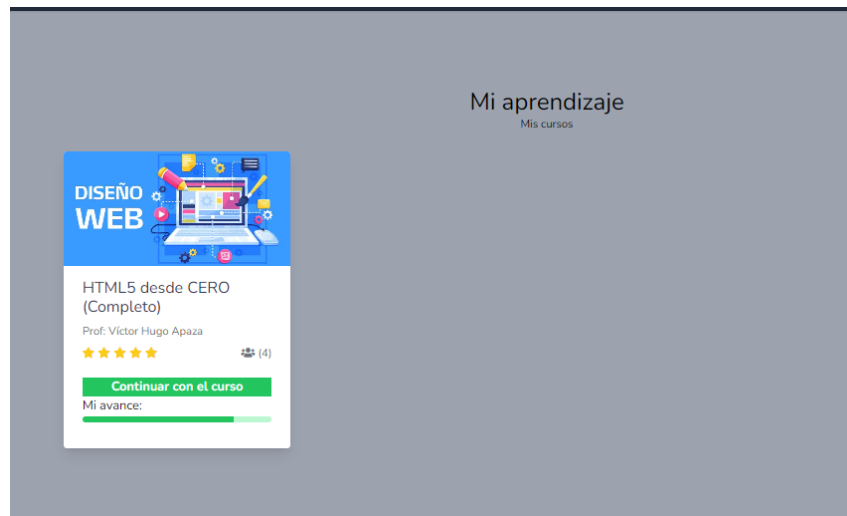 Mi aprendizaje
Mis cursos
DISEÑO
WEB
HTML5 desde CERO
(Completo)
Prof: Víctor Hugo Apaza
(4)
Continuar con el curso
Mi avance: